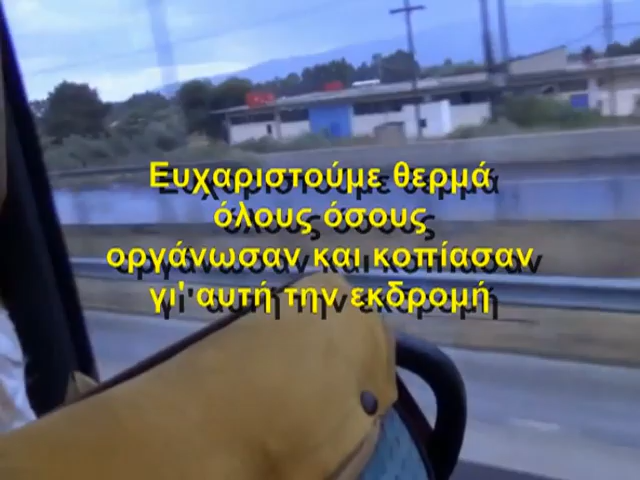 Ευχαριστούμε θερμά
όλους όσους
οργάνωσαν και κοπίασαν
γι' αυτή την εκδρομή